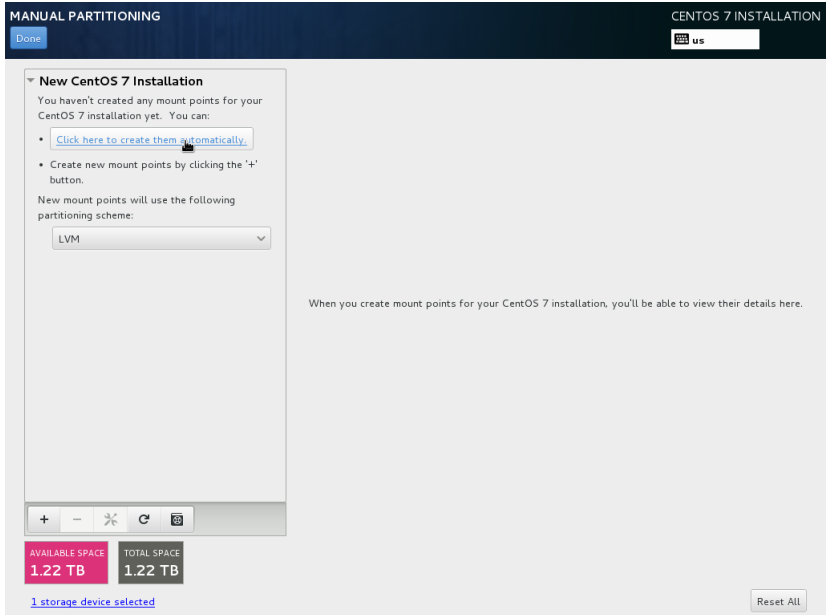 MANUAL PARTITIONING
CENTOS 7 INSTALLATION
Done
us
New CentOS 7 Installation
You haven't created any mount points for your
CentOS 7 installation yet. You can:
• Click here to create them automatically.
• Create new mount points by clicking the '+'
button.
New mount points will use the following
partitioning scheme:
LVM
When you create mount points for your CentOS 7 installation, you'll be able to view their details here.
+ −
AVAILABLE SPACE
1.22 TB
TOTAL SPACE
1.22 TB
1 storage device selected
Reset All